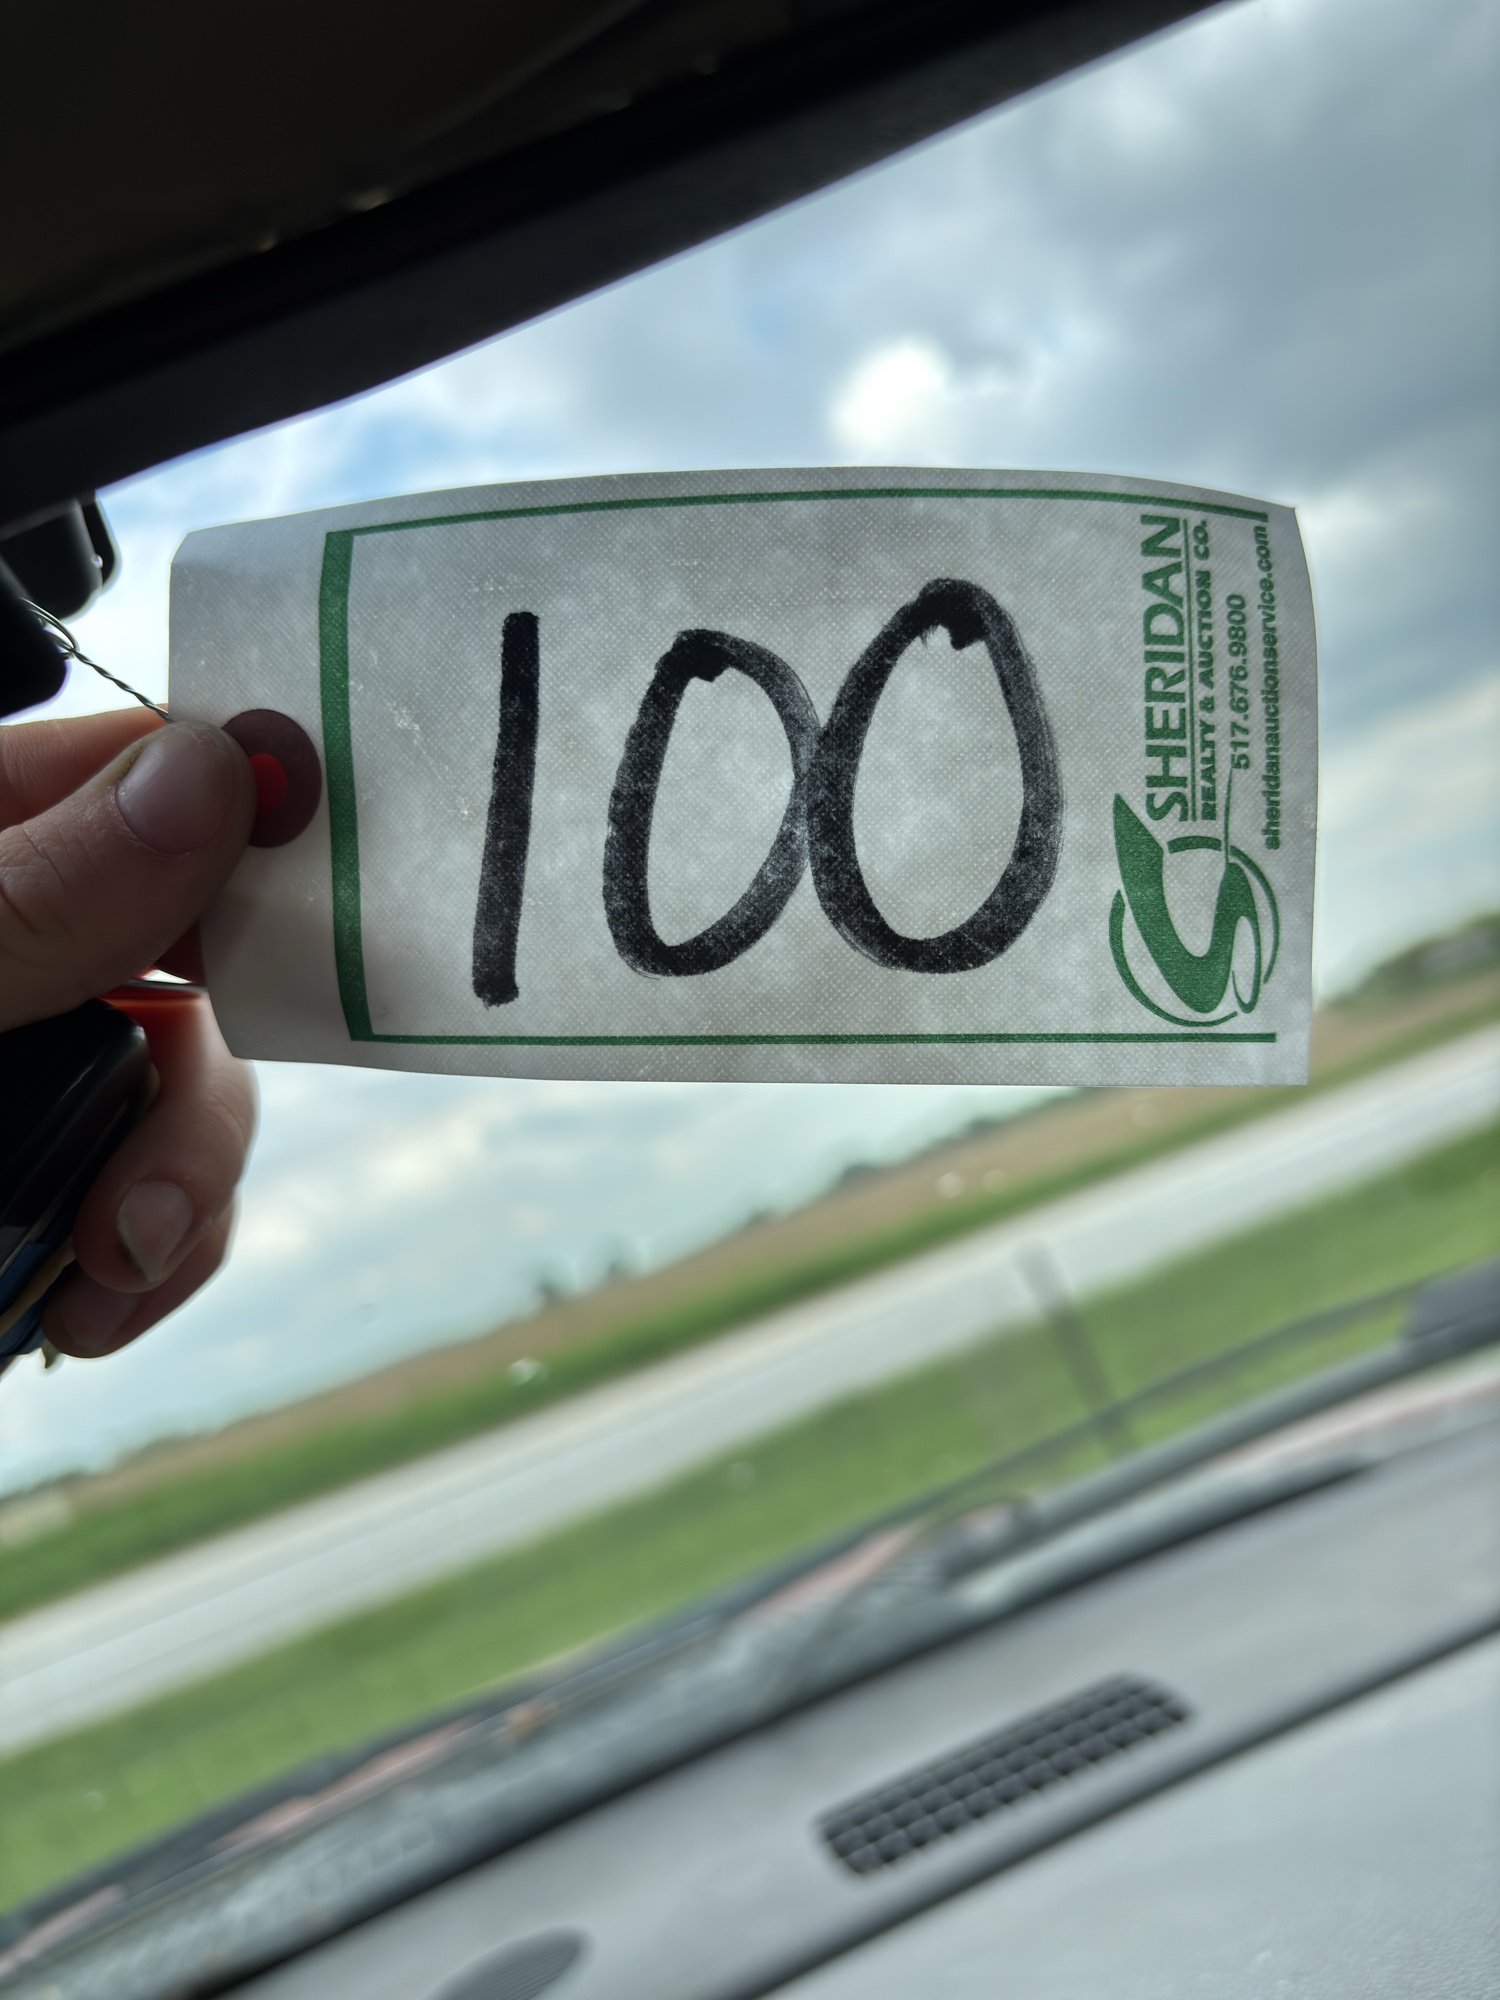 100
SHERIDAN
REALTY & AUCTION CO.
517.676.9800
sheridanauctionservice.com